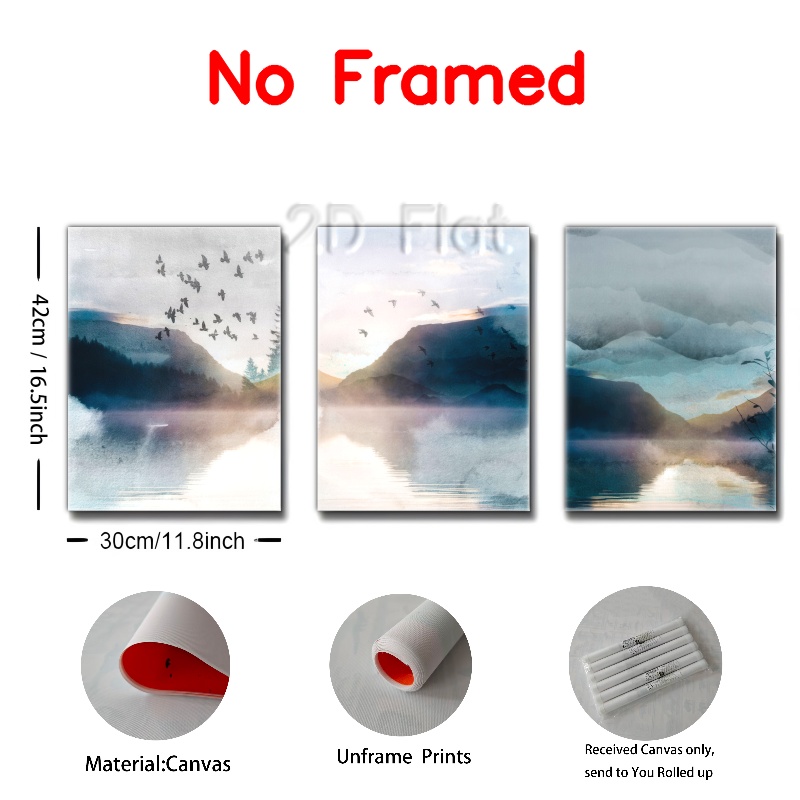 No Framed
2D Flat
42cm / 16.5inch
30cm/11.8inch
Material:Canvas
Unframe Prints
Received Canvas only,
send to You Rolled up